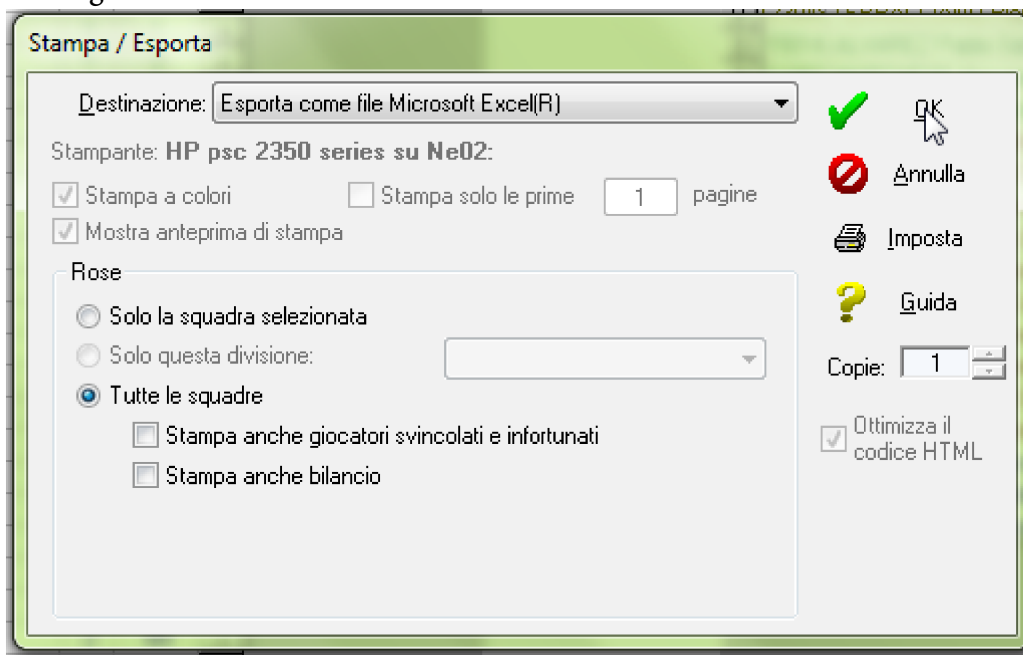 Stampa / Esporta
Destinazione: Esporta come file Microsoft Excel(R)
OK
Stampante: HP psc 2350 series su Ne02:
Annulla
Stampa a colori
Stampa solo le prime 1 pagine
Mostra anteprima di stampa
Imposta
Rose
Solo la squadra selezionata
Guida
Solo questa divisione:
Copie: 1
Tutte le squadre
Stampa anche giocatori svincolati e infortunati
Ottimizza il
codice HTML
Stampa anche bilancio